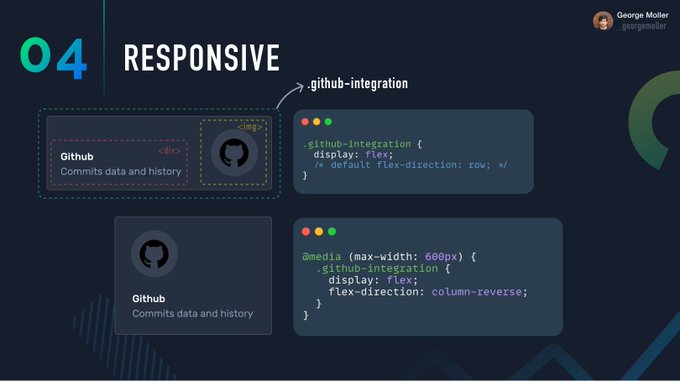 George Moller
_georgemoller
04
RESPONSIVE
.github-integration
<img>
<div>
Github
Commits data and history
.github-integration {
  display: flex;
  /* default flex-direction: row; */
}
Github
Commits data and history
@media (max-width: 600px) {
  .github-integration {
    display: flex;
    flex-direction: column-reverse;
  }
}